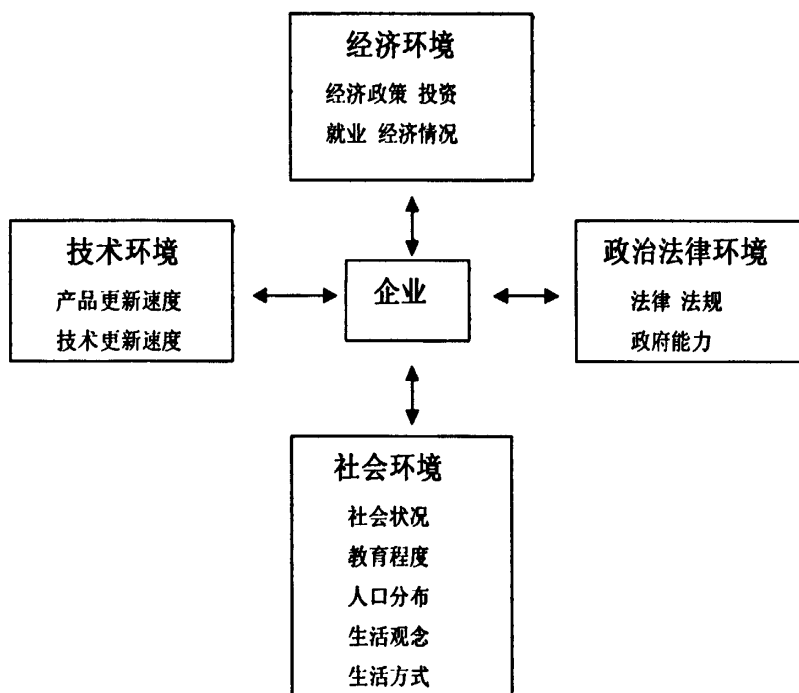 经济环境
经济政策 投资
就业 经济情况
技术环境
产品更新速度
技术更新速度
企业
政治法律环境
法律 法规
政府能力
社会环境
社会状况
教育程度
人口分布
生活观念
生活方式